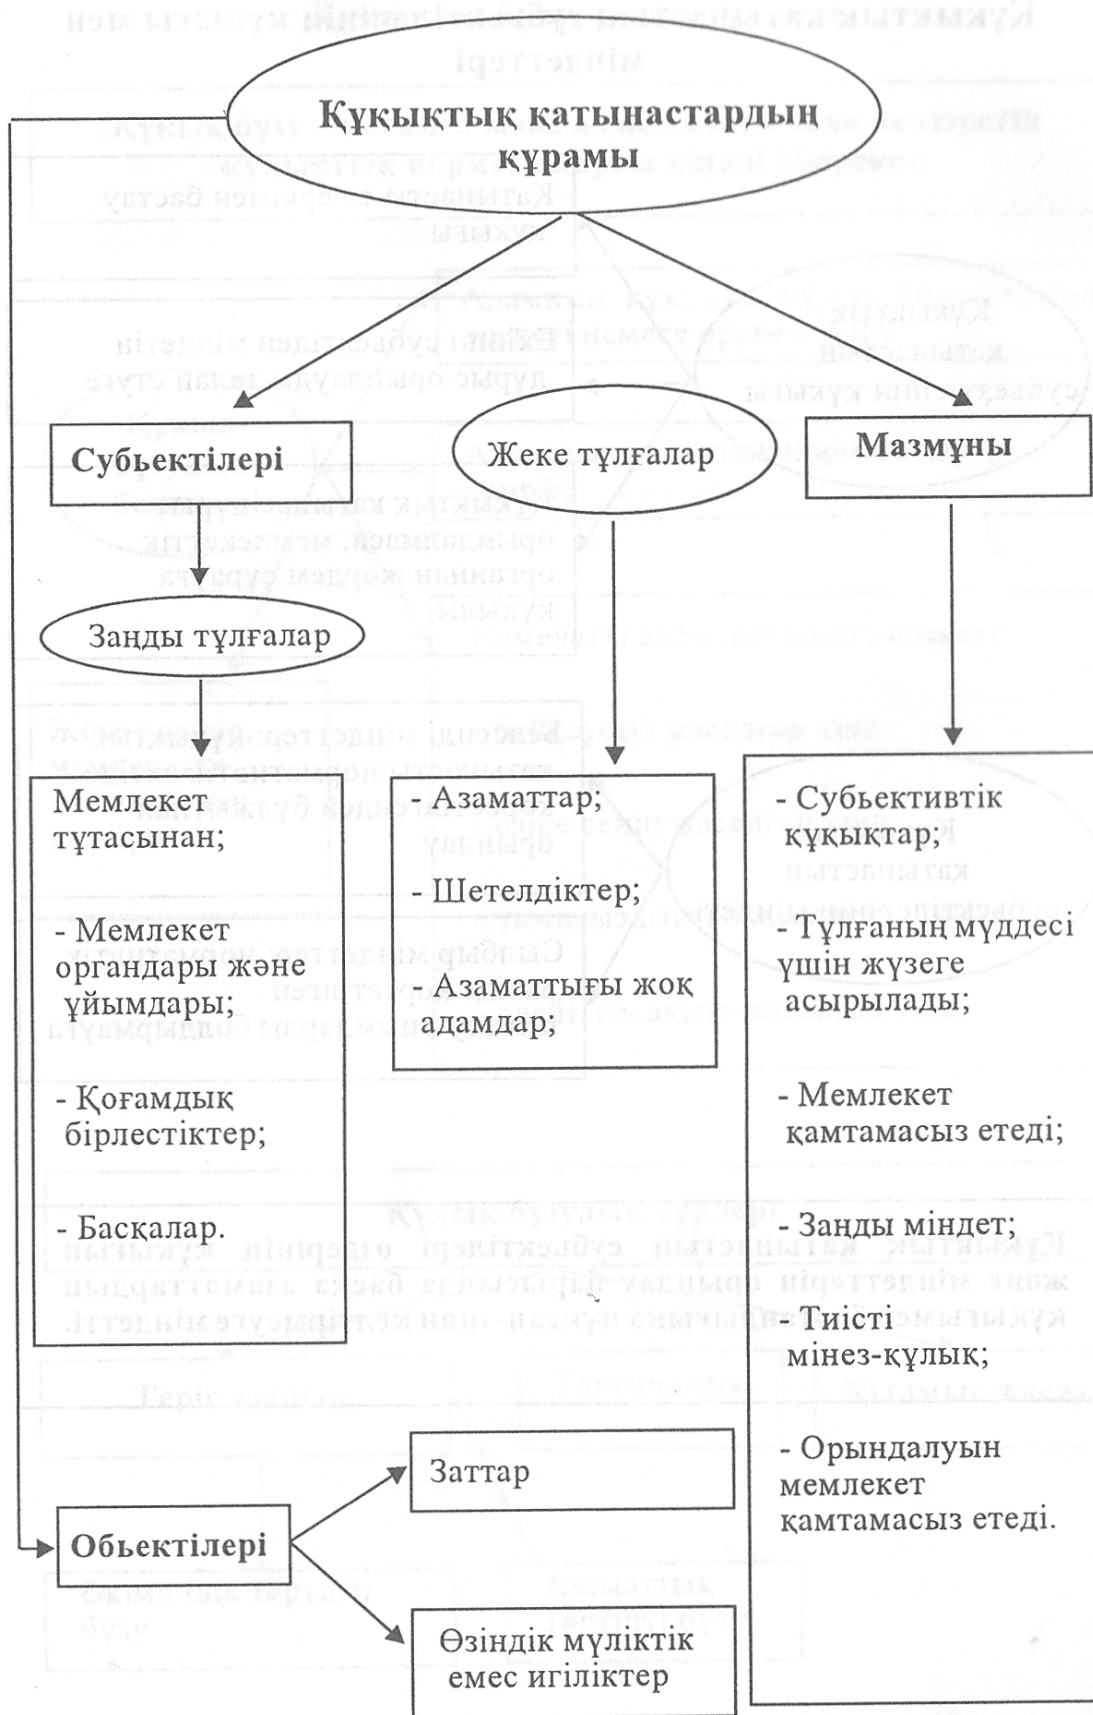 Құқықтық қатынастардың
құрамы
Субьектілері
Жеке тұлғалар
Мазмұны
Заңды тұлғалар
Мемлекет
тұтасынан;
- Мемлекет
органдары және
ұйымдары;
- Қоғамдық
бірлестіктер;
- Басқалар.
- Азаматтар;
- Шетелдіктер;
- Азаматтығы жоқ
адамдар;
- Субьективтік
құқықтар;
- Тұлғаның мүддесі
үшін жүзеге
асырылады;
- Мемлекет
қамтамасыз етеді;
- Заңды міндет;
- Тиісті
мінез-құлық;
- Орындалуын
мемлекет
қамтамасыз етеді.
Обьектілері
Заттар
Өзіндік мүліктік
емес игіліктер